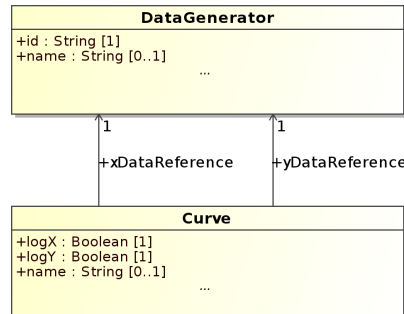 DataGenerator
+id : String [1]
+name : String [0..1]
...
1 1
+xDataReference +yDataReference
Curve
+logX : Boolean [1]
+logY : Boolean [1]
+name : String [0..1]
...